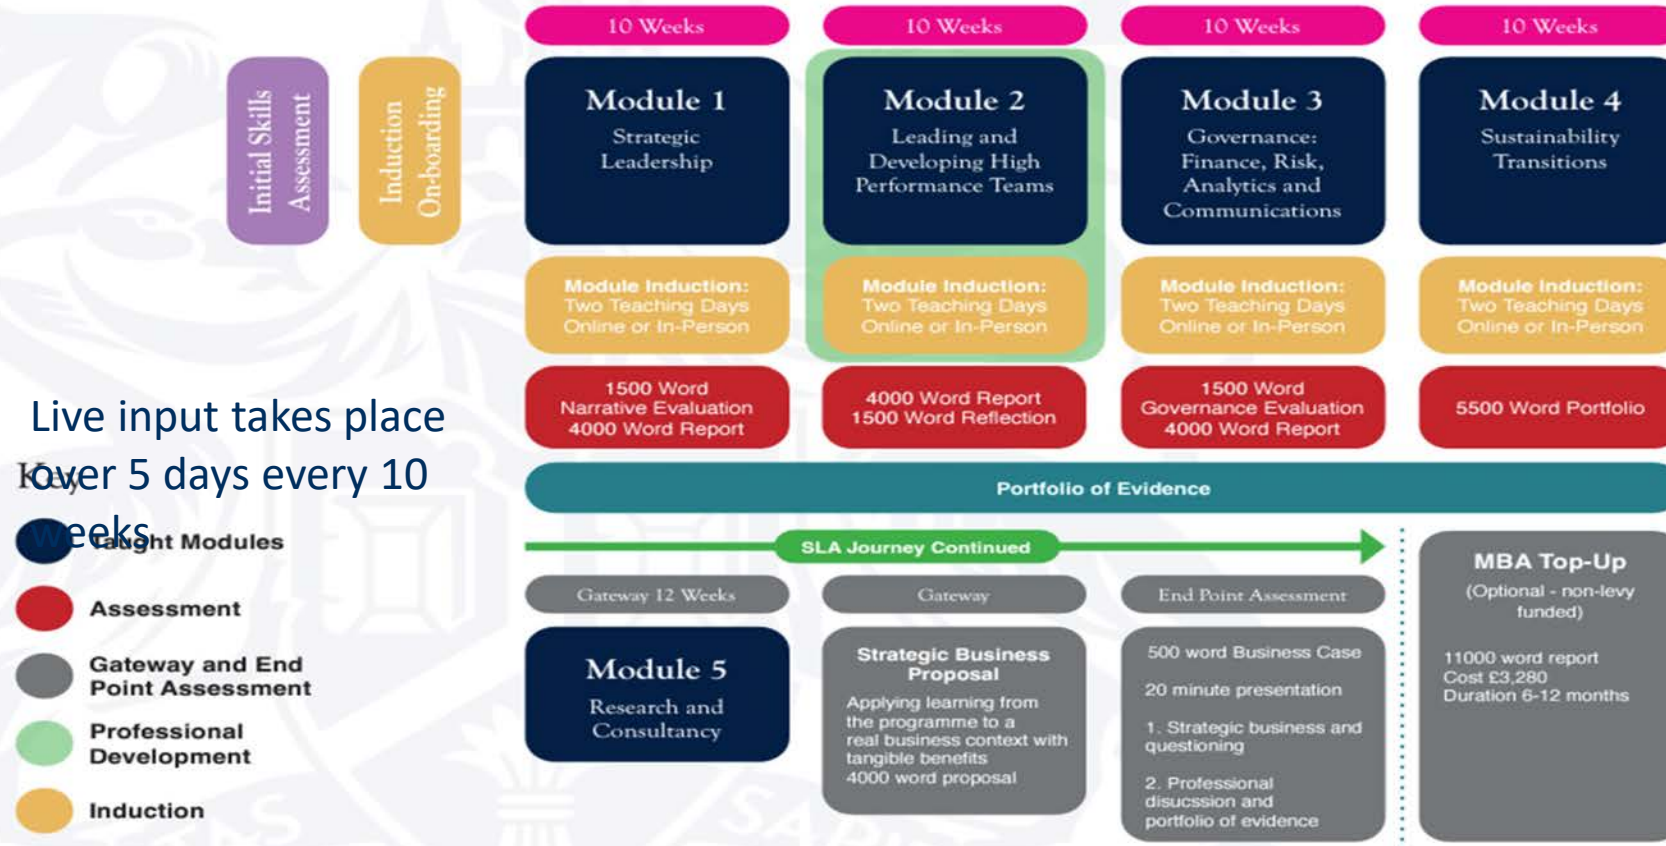 10 Weeks
10 Weeks
10 Weeks
10 Weeks
Initial Skills
Assessment
Induction
On-boarding
Module 1
Strategic
Leadership
Module 2
Leading and
Developing High
Performance Teams
Module 3
Governance:
Finance, Risk,
Analytics and
Communications
Module 4
Sustainability
Transitions
Module Induction:
Two Teaching Days
Online or In-Person
Module Induction:
Two Teaching Days
Online or In-Person
Module Induction:
Two Teaching Days
Online or In-Person
Module Induction:
Two Teaching Days
Online or In-Person
1500 Word
Narrative Evaluation
4000 Word Report
4000 Word Report
1500 Word Reflection
1500 Word
Governance Evaluation
4000 Word Report
5500 Word Portfolio
Live input takes place
over 5 days every 10
weeks
Key
Taught Modules
Assessment
Gateway and End
Point Assessment
Professional
Development
Induction
Portfolio of Evidence
SLA Journey Continued
Gateway 12 Weeks
Gateway
End Point Assessment
Module 5
Research and
Consultancy
Strategic Business
Proposal
Applying learning from
the programme to a
real business context with
tangible benefits
4000 word proposal
500 word Business Case
20 minute presentation
1. Strategic business and
questioning
2. Professional
disucssion and
portfolio of evidence
MBA Top-Up
(Optional - non-levy
funded)
11000 word report
Cost £3,280
Duration 6-12 months